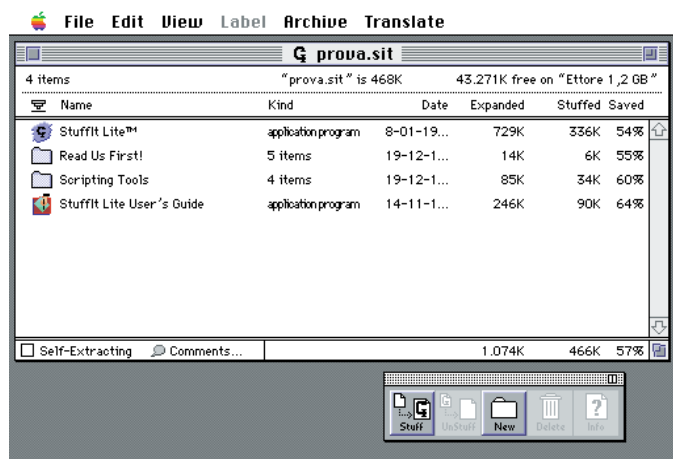 File Edit View Label Archive Translate
prova.sit
4 items "prova.sit" is 468K 43.271K free on "Ettore 1,2 GB"
Name Kind Date Expanded Stuffed Saved
StuffIt Lite™ application program 8-01-19... 729K 336K 54%
Read Us First! 5 items 19-12-1... 14K 6K 55%
Scripting Tools 4 items 19-12-1... 85K 34K 60%
StuffIt Lite User's Guide application program 14-11-1... 246K 90K 64%
Self-Extracting Comments... 1.074K 466K 57%
Stuff UnStuff New Delete Info